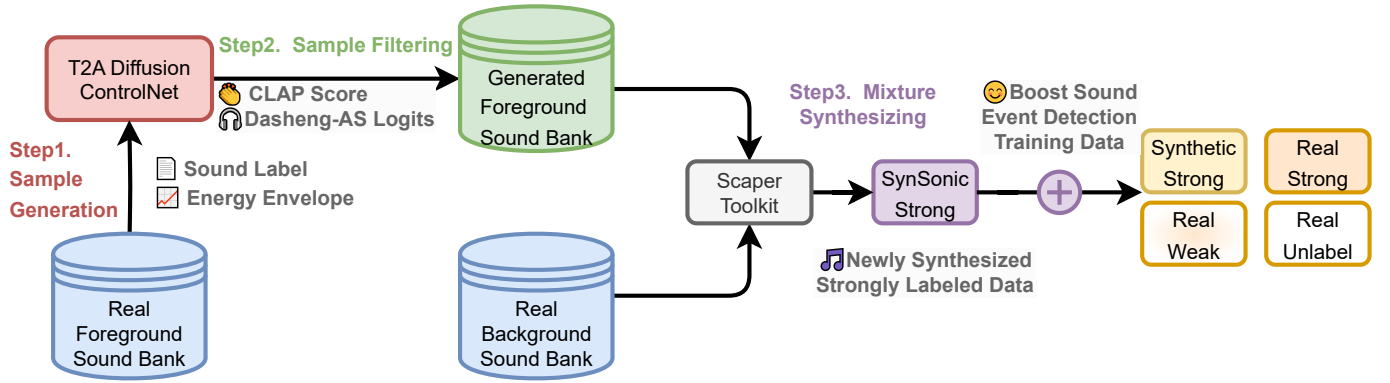 Step1.
Sample
Generation
T2A Diffusion
ControlNet
Sound Label
Energy Envelope
Real
Foreground
Sound Bank
Step2. Sample Filtering
CLAP Score
Dasheng-AS Logits
Generated
Foreground
Sound Bank
Real
Background
Sound Bank
Scaper
Toolkit
Step3. Mixture
Synthesizing
SynSonic
Strong
Newly Synthesized
Strongly Labeled Data
Boost Sound
Event Detection
Training Data
Synthetic
Strong
Real
Strong
Real
Weak
Real
Unlabel